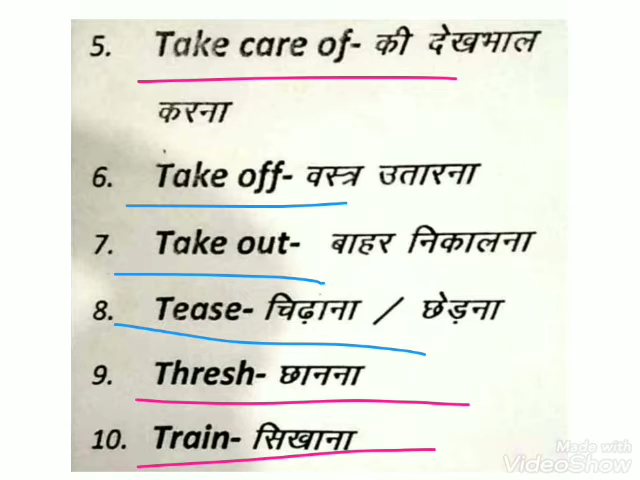 5. Take care of- की देखभाल
करना
6. Take off- वस्त्र उतारना
7. Take out- बाहर निकालना
8. Tease- चिढ़ाना / छेड़ना
9. Thresh- छानना
10. Train- सिखाना
Made with
VideoShow